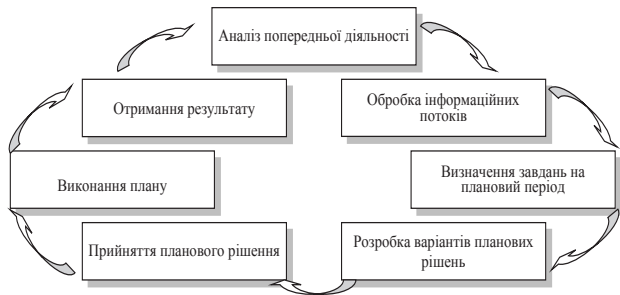 Аналіз попередньої діяльності
Отримання результату
Обробка інформаційних
потоків
Виконання плану
Визначення завдань на
плановий період
Прийняття планового рішення
Розробка варіантів планових
рішень